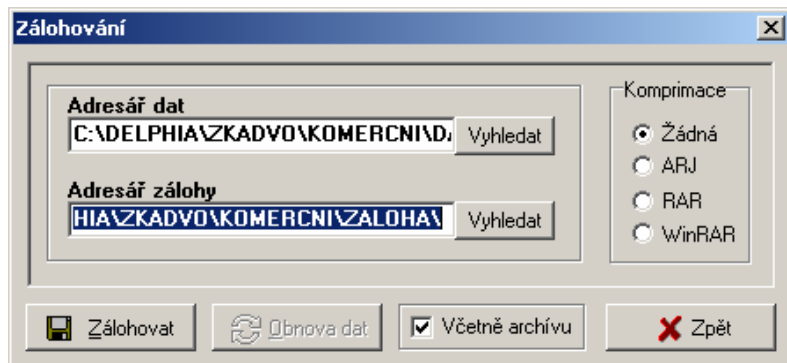 Zálohování
Adresář dat
C:\DELPHIA\ZKADVO\KOMERCNI\D
Vyhledat
Adresář zálohy
HIA\ZKADVO\KOMERCNI\ZALOHA\
Vyhledat
Komprimace
Žádná
ARJ
RAR
WinRAR
Zálohovat
Obnova dat
Včetně archívu
Zpět